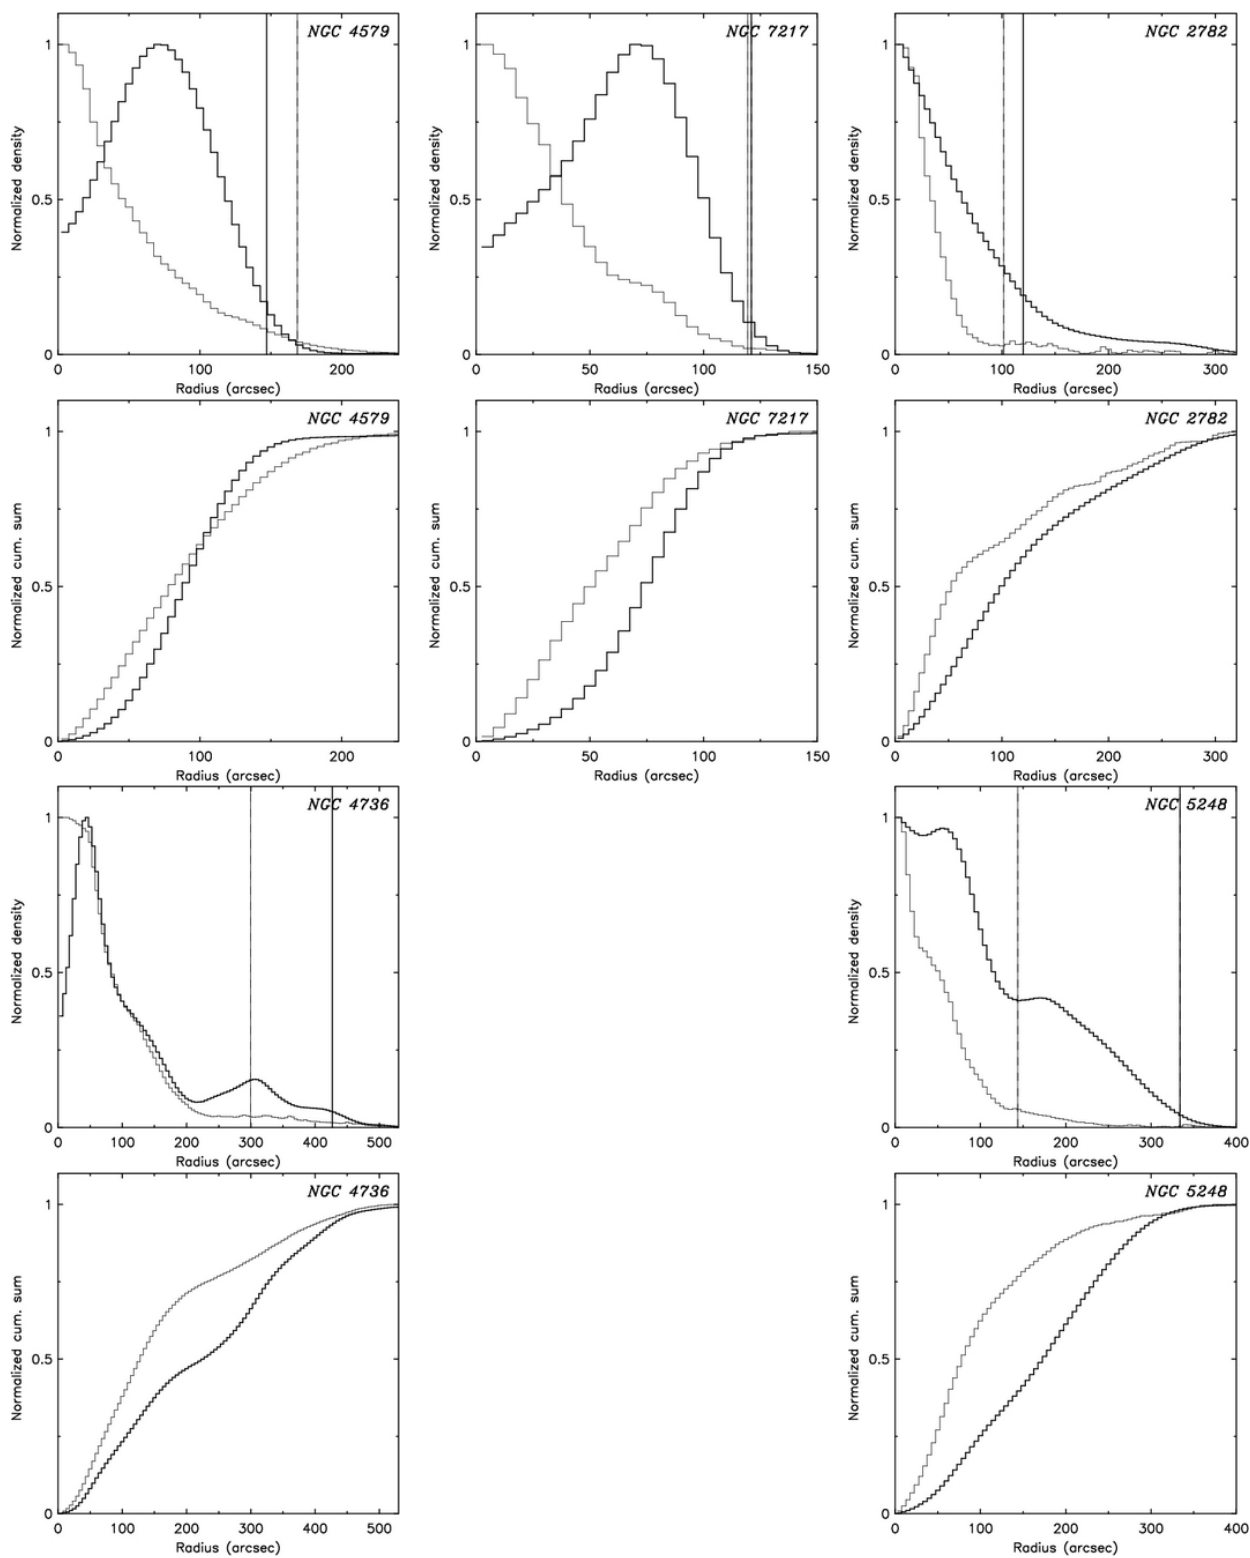 NGC 4579
1
0.5
0
Normalized density
0 100 200
Radius (arcsec)
NGC 7217
1
0.5
0
Normalized density
0 50 100 150
Radius (arcsec)
NGC 2782
1
0.5
0
Normalized density
0 100 200 300
Radius (arcsec)
NGC 4579
1
0.5
0
Normalized cum. sum
0 100 200
Radius (arcsec)
NGC 7217
1
0.5
0
Normalized cum. sum
0 50 100 150
Radius (arcsec)
NGC 2782
1
0.5
0
Normalized cum. sum
0 100 200 300
Radius (arcsec)
NGC 4736
1
0.5
0
Normalized density
0 100 200 300 400 500
Radius (arcsec)
NGC 5248
1
0.5
0
Normalized density
0 100 200 300 400
Radius (arcsec)
NGC 4736
1
0.5
0
Normalized cum. sum
0 100 200 300 400 500
Radius (arcsec)
NGC 5248
1
0.5
0
Normalized cum. sum
0 100 200 300 400
Radius (arcsec)